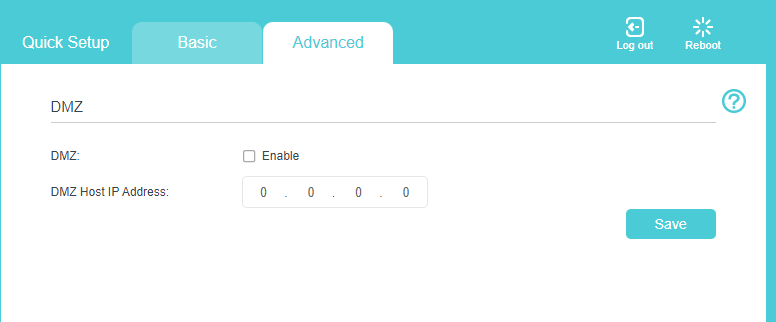 Quick Setup Basic Advanced Log out Reboot
DMZ
DMZ: Enable
DMZ Host IP Address: 0 . 0 . 0 . 0
Save